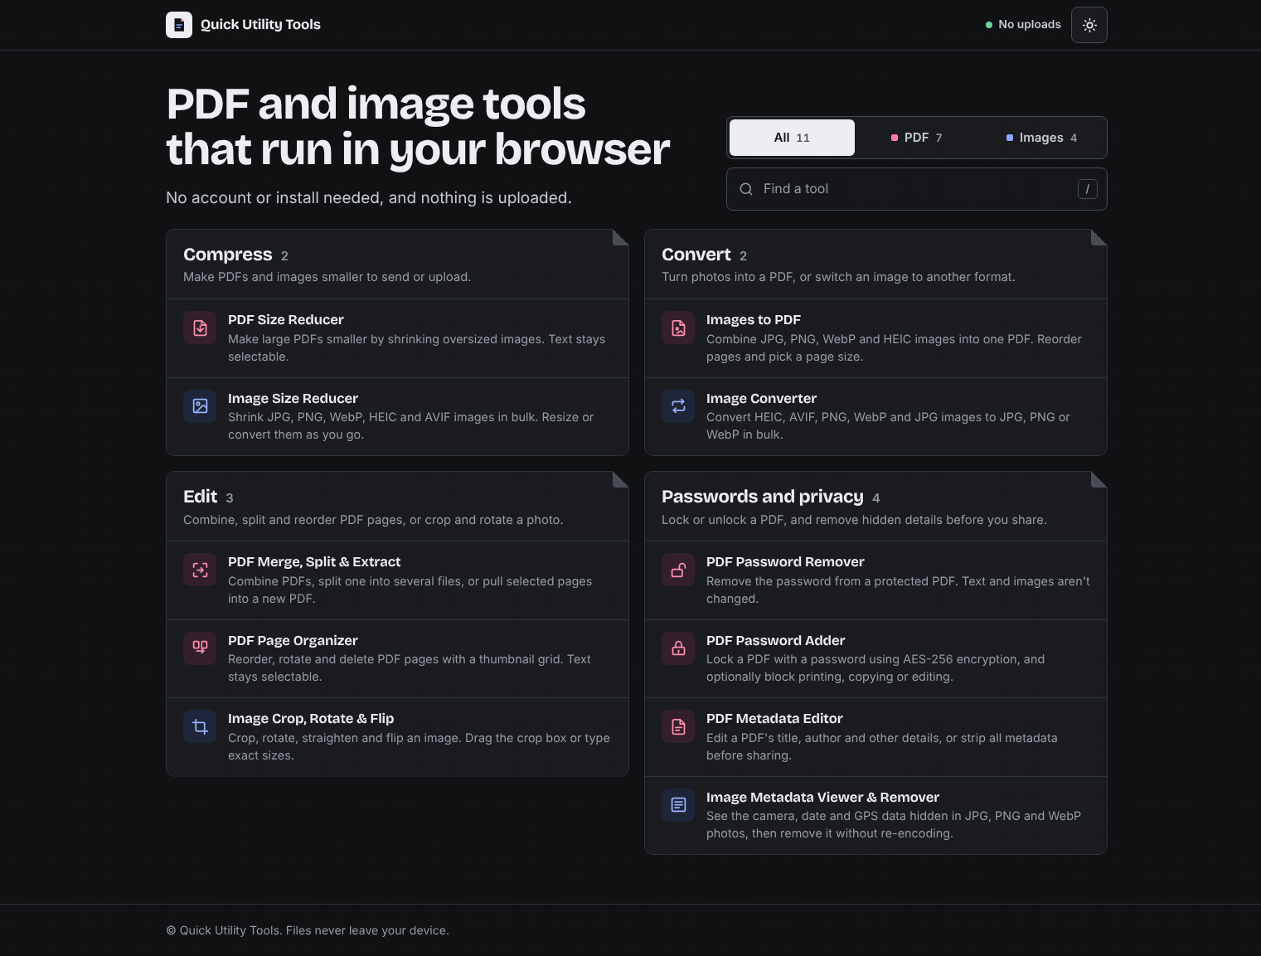 Quick Utility Tools
No uploads
PDF and image tools
that run in your browser
No account or install needed, and nothing is uploaded.
All 11
PDF 7
Images 4
Find a tool
/
Compress 2
Make PDFs and images smaller to send or upload.
PDF Size Reducer
Make large PDFs smaller by shrinking oversized images. Text stays
selectable.
Image Size Reducer
Shrink JPG, PNG, WebP, HEIC and AVIF images in bulk. Resize or
convert them as you go.
Convert 2
Turn photos into a PDF, or switch an image to another format.
Images to PDF
Combine JPG, PNG, WebP and HEIC images into one PDF. Reorder
pages and pick a page size.
Image Converter
Convert HEIC, AVIF, PNG, WebP and JPG images to JPG, PNG or
WebP in bulk.
Edit 3
Combine, split and reorder PDF pages, or crop and rotate a photo.
PDF Merge, Split & Extract
Combine PDFs, split one into several files, or pull selected pages
into a new PDF.
PDF Page Organizer
Reorder, rotate and delete PDF pages with a thumbnail grid. Text
stays selectable.
Image Crop, Rotate & Flip
Crop, rotate, straighten and flip an image. Drag the crop box or type
exact sizes.
Passwords and privacy 4
Lock or unlock a PDF, and remove hidden details before you share.
PDF Password Remover
Remove the password from a protected PDF. Text and images aren't
changed.
PDF Password Adder
Lock a PDF with a password using AES-256 encryption, and
optionally block printing, copying or editing.
PDF Metadata Editor
Edit a PDF's title, author and other details, or strip all metadata
before sharing.
Image Metadata Viewer & Remover
See the camera, date and GPS data hidden in JPG, PNG and WebP
photos, then remove it without re-encoding.
© Quick Utility Tools. Files never leave your device.